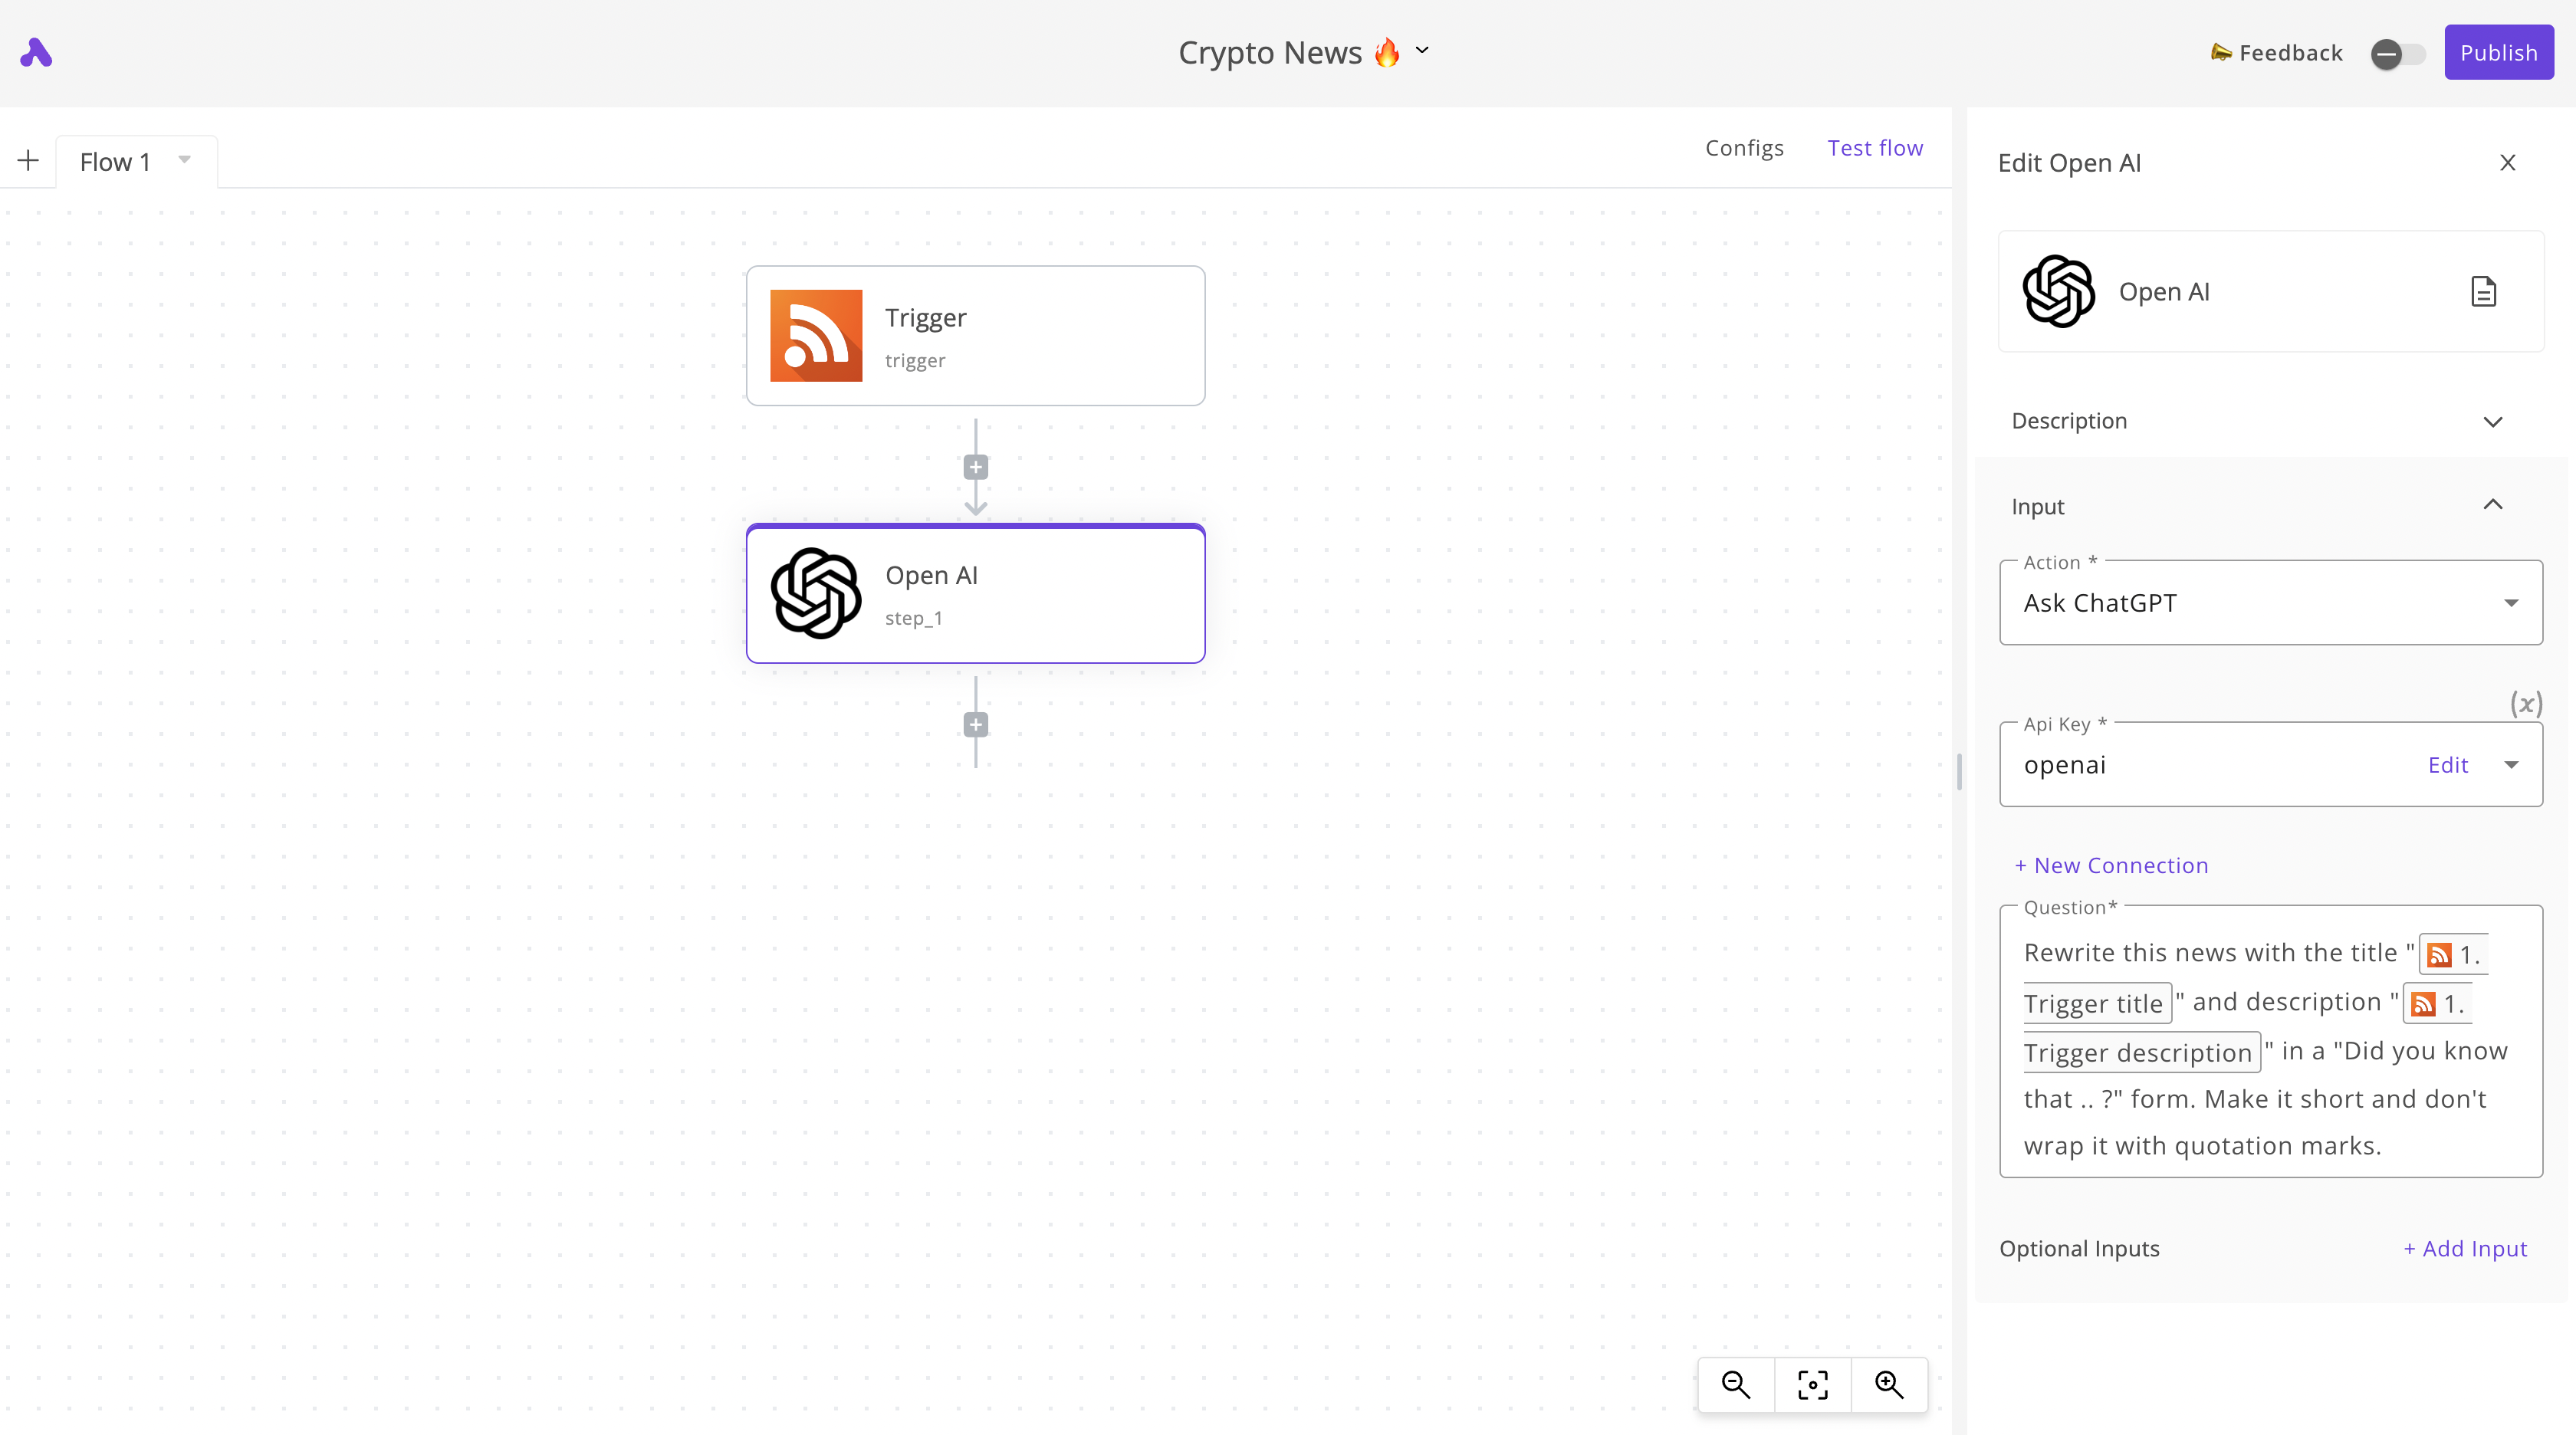 Crypto News 🔥
Feedback
Publish
Flow 1
Configs
Test flow
Trigger
trigger
Open AI
step_1
Edit Open AI
Open AI
Description
Input
Action *
Ask ChatGPT
(x)
Api Key *
openai
Edit
+ New Connection
Question*
Rewrite this news with the title " 1.
Trigger title " and description " 1.
Trigger description " in a "Did you know
that .. ?" form. Make it short and don't
wrap it with quotation marks.
Optional Inputs
+ Add Input